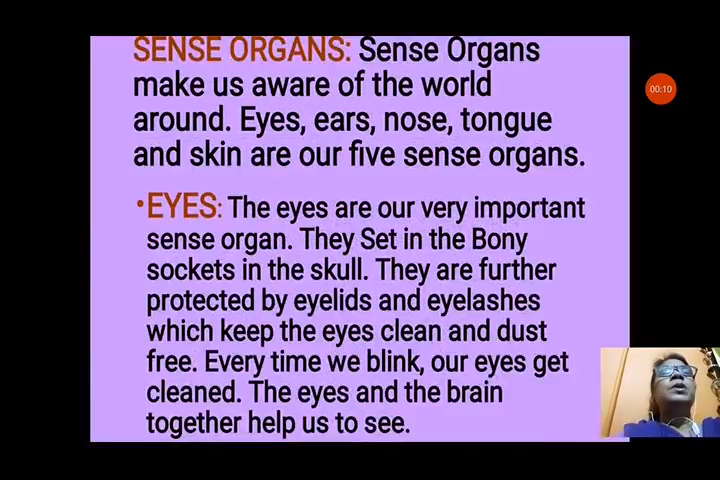 SENSE ORGANS: Sense Organs
make us aware of the world
around. Eyes, ears, nose, tongue
and skin are our five sense organs.
•EYES: The eyes are our very important
sense organ. They Set in the Bony
sockets in the skull. They are further
protected by eyelids and eyelashes
which keep the eyes clean and dust
free. Every time we blink, our eyes get
cleaned. The eyes and the brain
together help us to see.
00:10